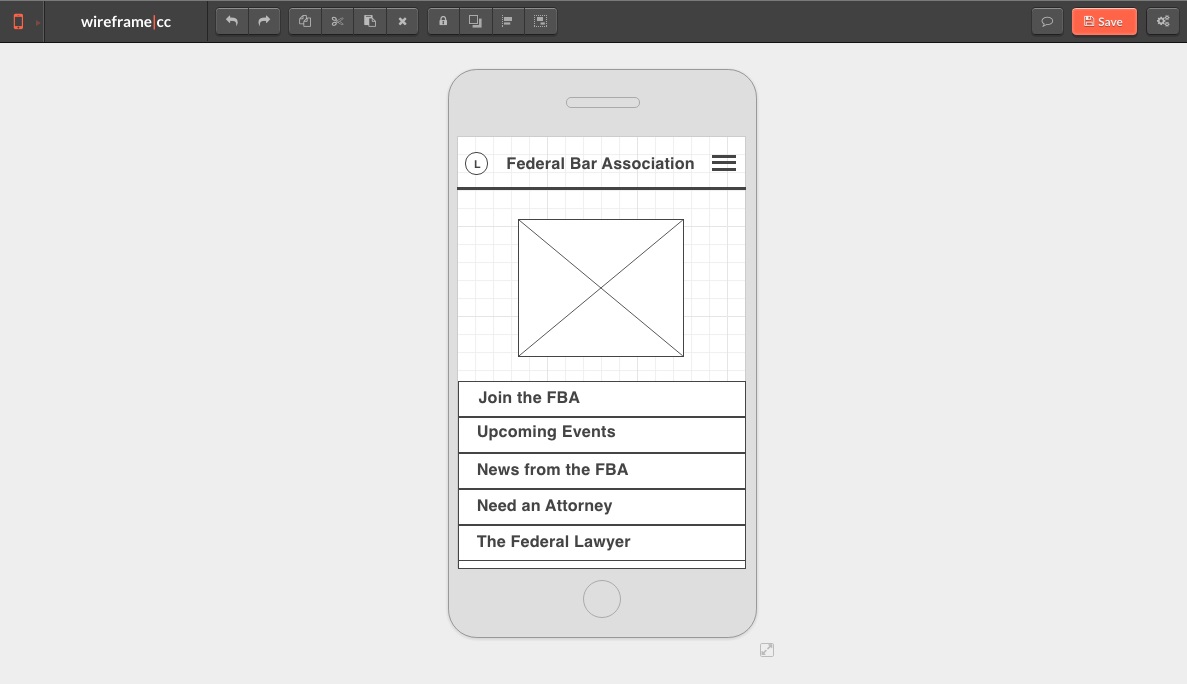 wireframe|cc
Save
L
Federal Bar Association
Join the FBA
Upcoming Events
News from the FBA
Need an Attorney
The Federal Lawyer